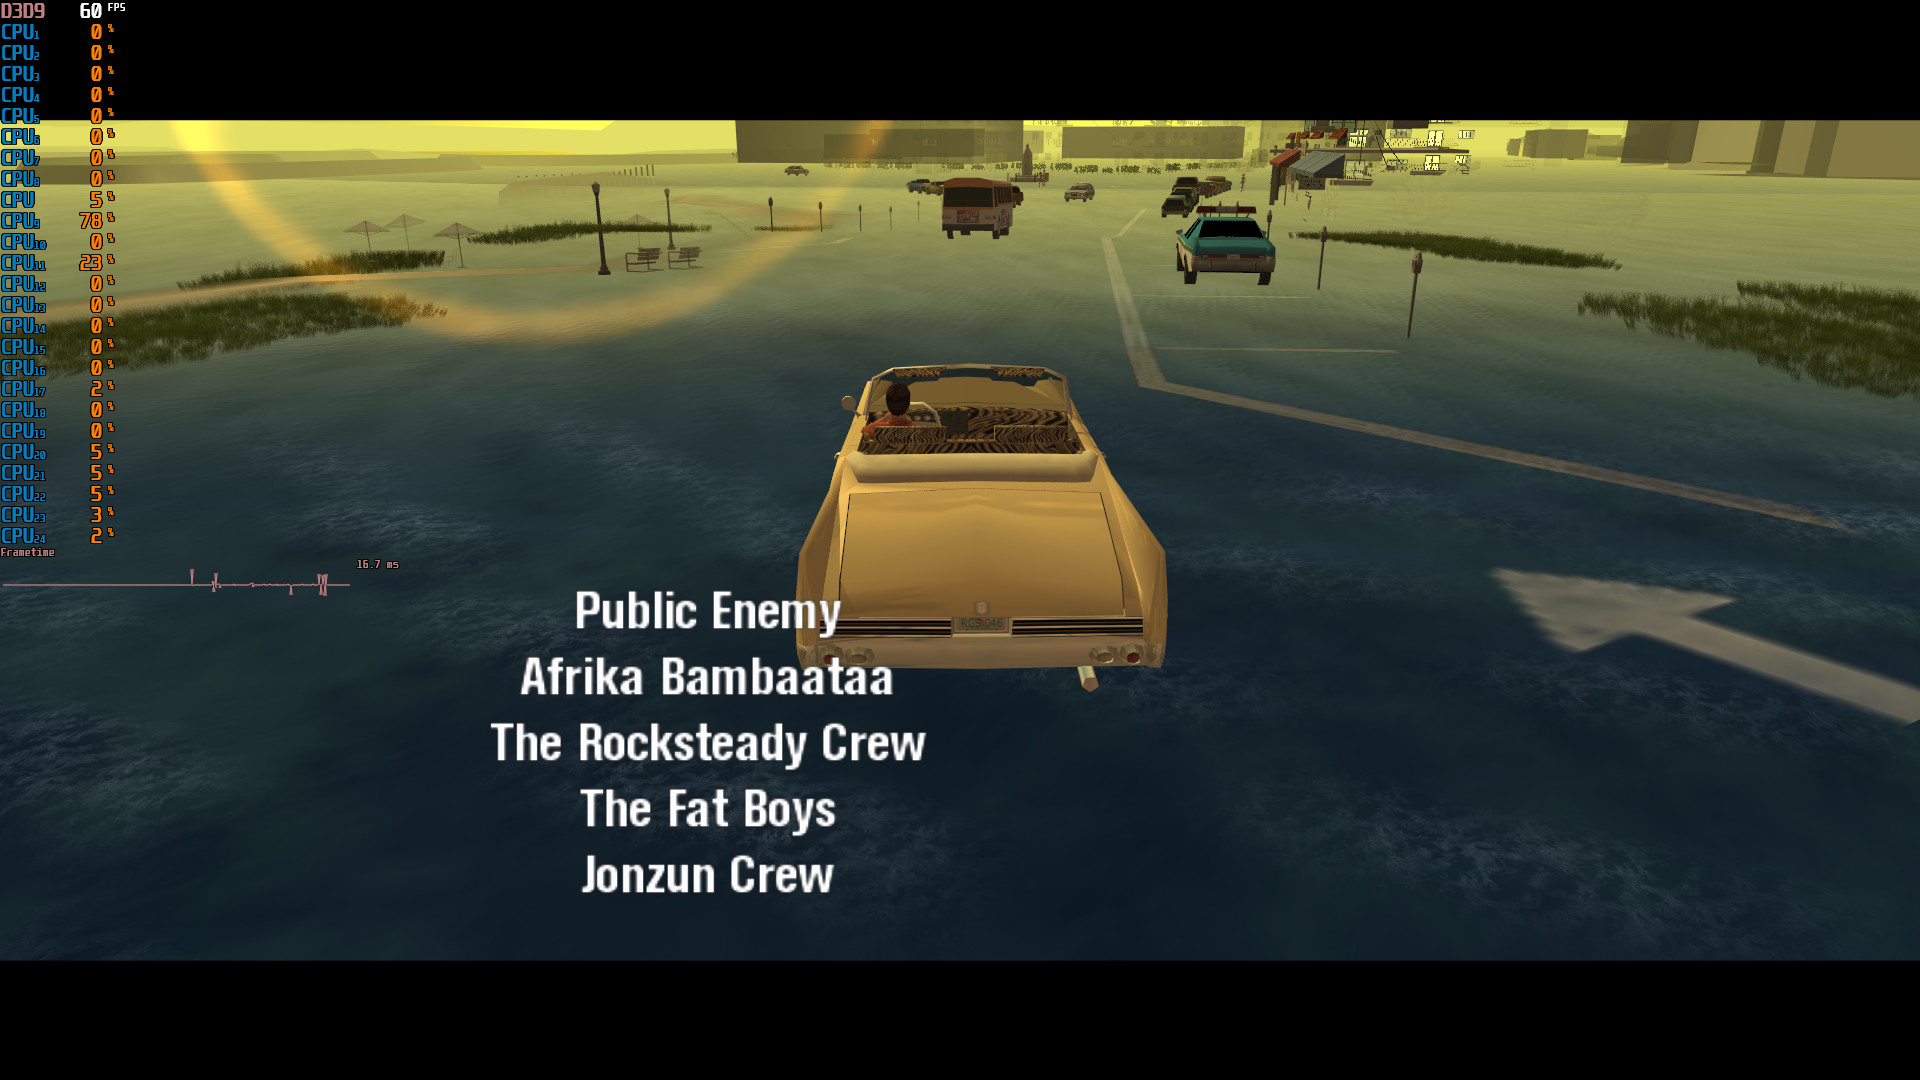 D3D9 60 FPS
CPU1 0 %
CPU2 0 %
CPU3 0 %
CPU4 0 %
CPU5 0 %
CPU6 0 %
CPU7 0 %
CPU8 0 %
CPU 5 %
CPU9 78 %
CPU10 0 %
CPU11 23 %
CPU12 0 %
CPU13 0 %
CPU14 0 %
CPU15 0 %
CPU16 0 %
CPU17 2 %
CPU18 0 %
CPU19 0 %
CPU20 5 %
CPU21 5 %
CPU22 5 %
CPU23 3 %
CPU24 2 %
Frametime
16.7 ms
Public Enemy
RGS 046
Afrika Bambaataa
The Rocksteady Crew
The Fat Boys
Jonzun Crew